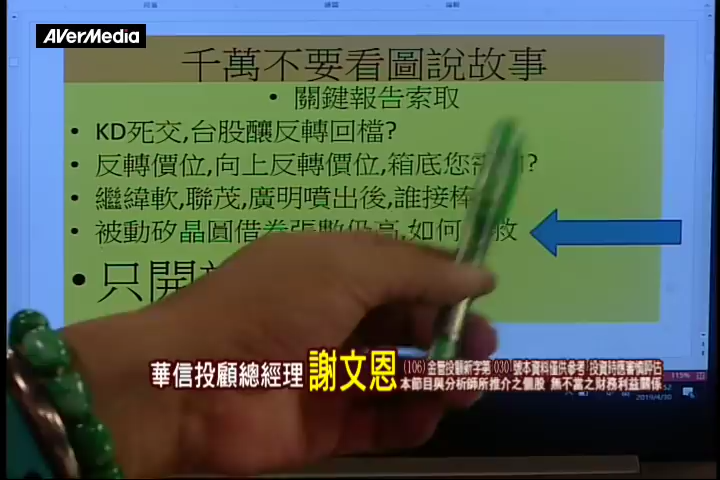 AVerMedia
千萬不要看圖說故事
• 關鍵報告索取
• KD死交,台股釀反轉回檔?
• 反轉價位,向上反轉價位,箱底您 ?
• 繼緯軟,聯茂,廣明噴出後,誰接棒
• 被動矽晶圓借券張數仍高,如何
• 只開
華信投顧總經理 謝文恩
(106)金管投顧新字第(030)號本資料僅供參考 投資時應審慎評估
本節目與分析師所推介之個股 無不當之財務利益關係
115%
2019/4/30